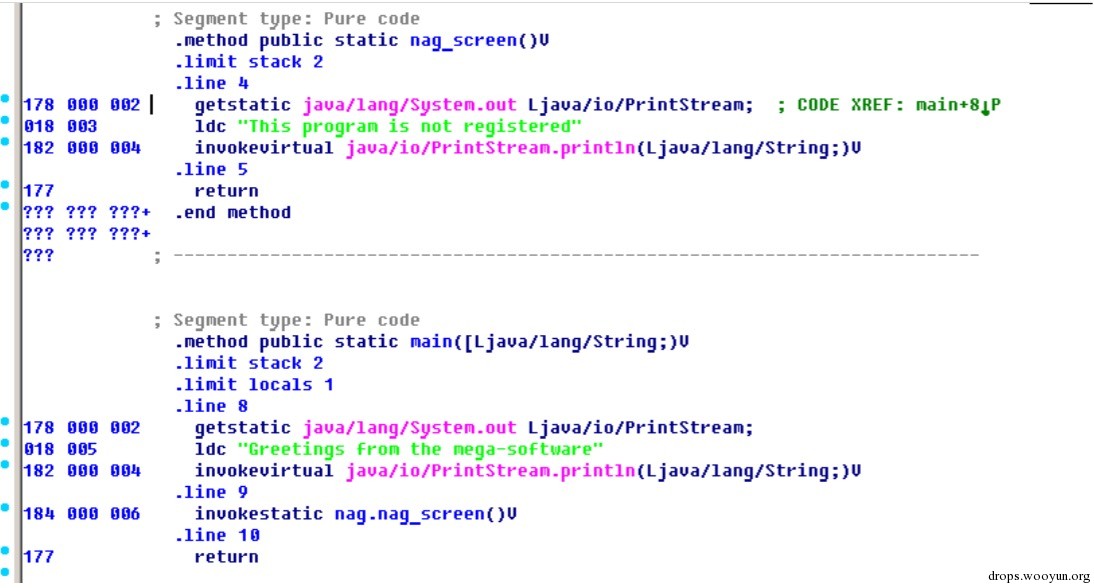 ; Segment type: Pure code
.method public static nag_screen()V
.limit stack 2
.line 4
178 000 002 getstatic java/lang/System.out Ljava/io/PrintStream; ; CODE XREF: main+8↓P
018 003 ldc "This program is not registered"
182 000 004 invokevirtual java/io/PrintStream.println(Ljava/lang/String;)V
.line 5
177 return
??? ??? ???+ .end method
??? ??? ???+
??? ; ---------------------------------------------------------------------------
; Segment type: Pure code
.method public static main([Ljava/lang/String;)V
.limit stack 2
.limit locals 1
.line 8
178 000 002 getstatic java/lang/System.out Ljava/io/PrintStream;
018 005 ldc "Greetings from the mega-software"
182 000 004 invokevirtual java/io/PrintStream.println(Ljava/lang/String;)V
.line 9
184 000 006 invokestatic nag.nag_screen()V
.line 10
177 return
drops.wooyun.org